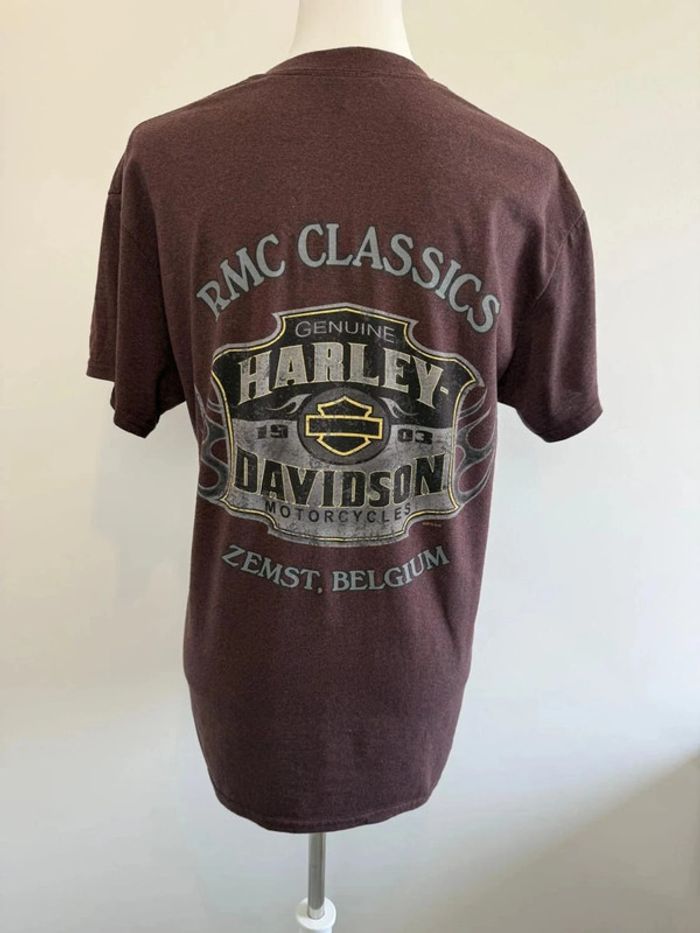 RMC CLASSICS
GENUINE
HARLEY-
19 03
DAVIDSON
MOTORCYCLES
ZEMST, BELGIUM